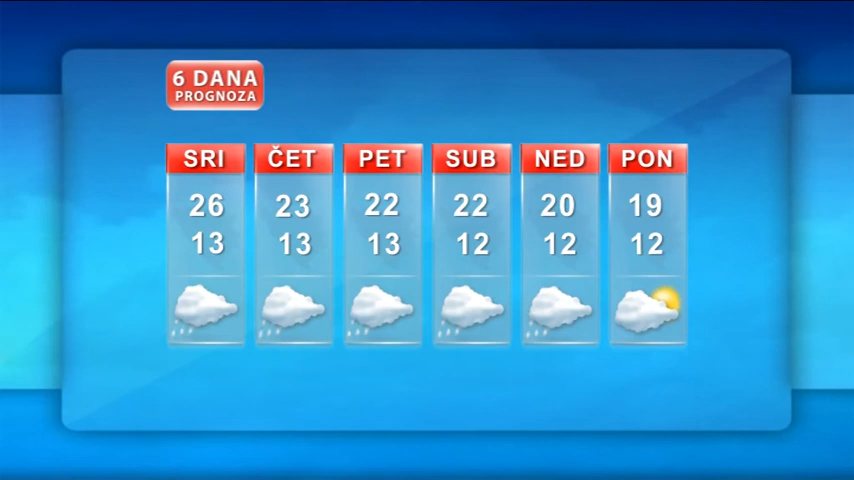 6 DANA
PROGNOZA
SRI ČET PET SUB NED PON
26 23 22 22 20 19
13 13 13 12 12 12